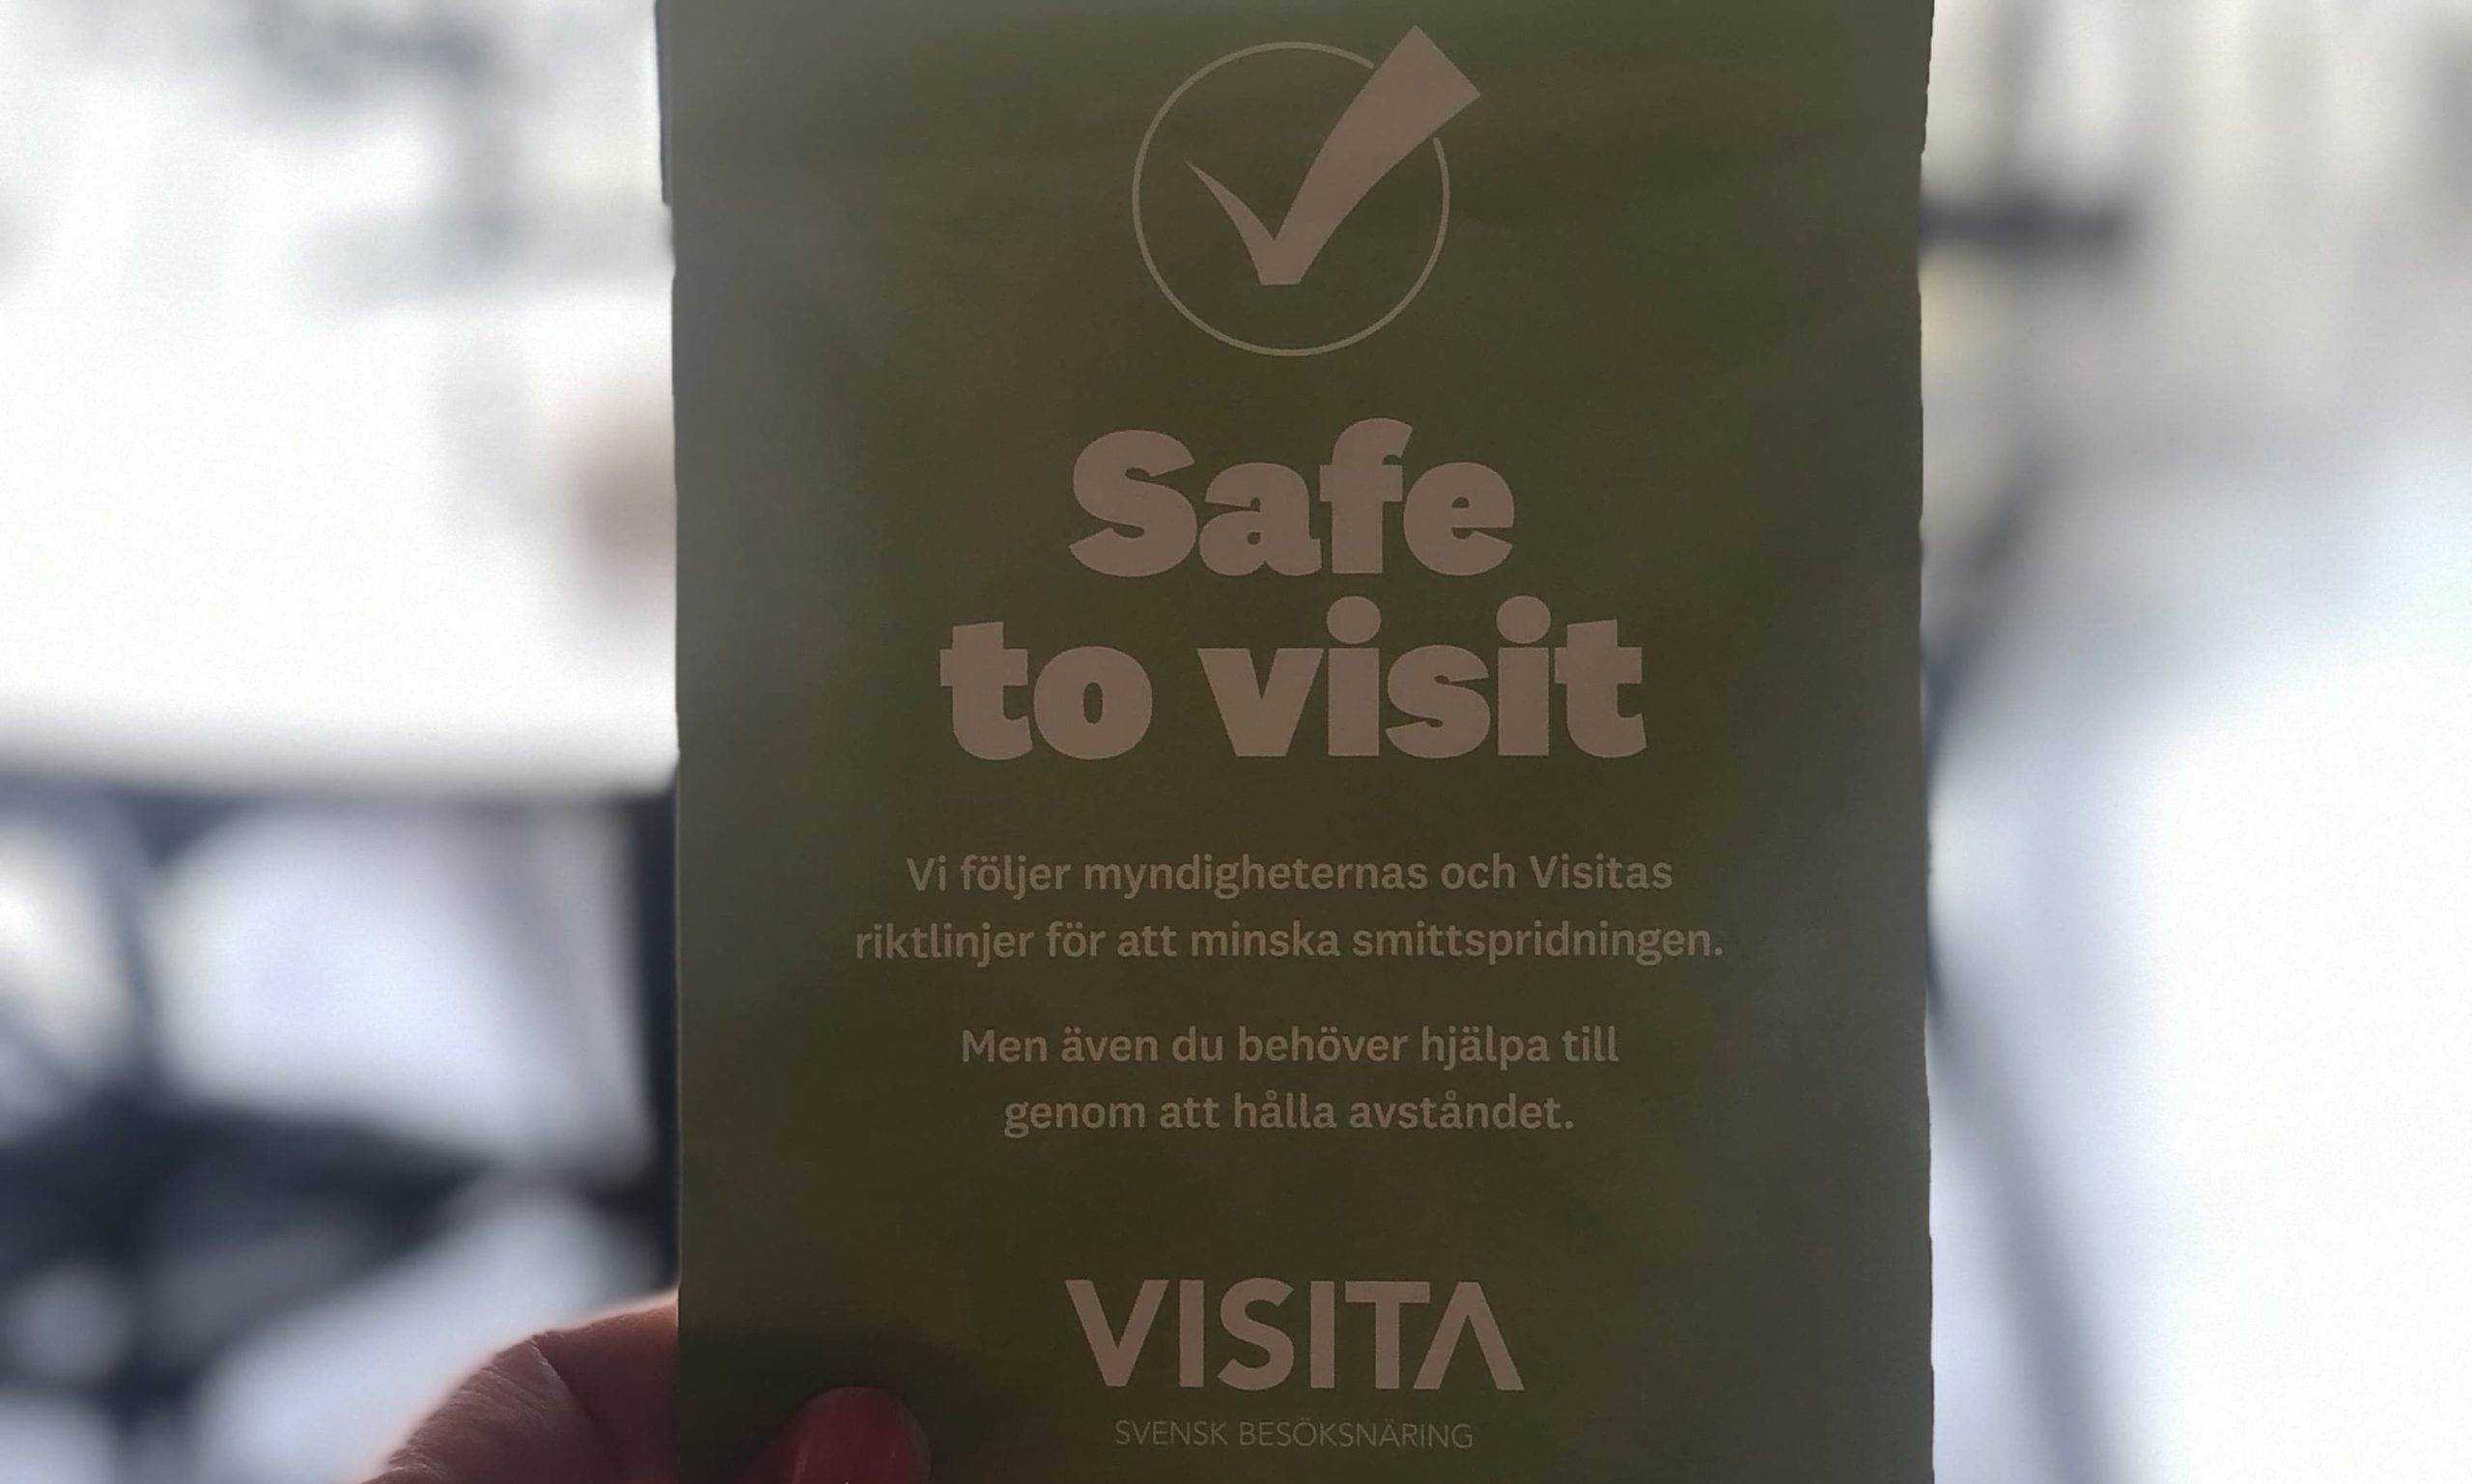 Safe
to visit
Vi följer myndigheternas och Visitas
riktlinjer för att minska smittspridningen.
Men även du behöver hjälpa till
genom att hålla avståndet.
VISITA
SVENSK BESÖKSNÄRING